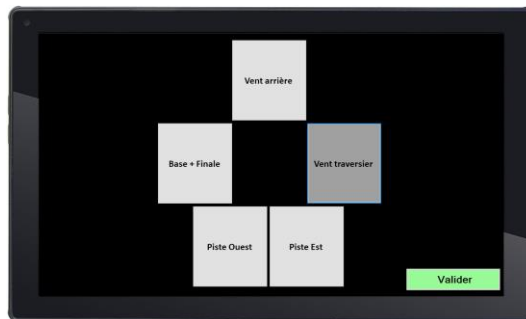 Vent arrière
Base + Finale
Vent traversier
Piste Ouest
Piste Est
Valider